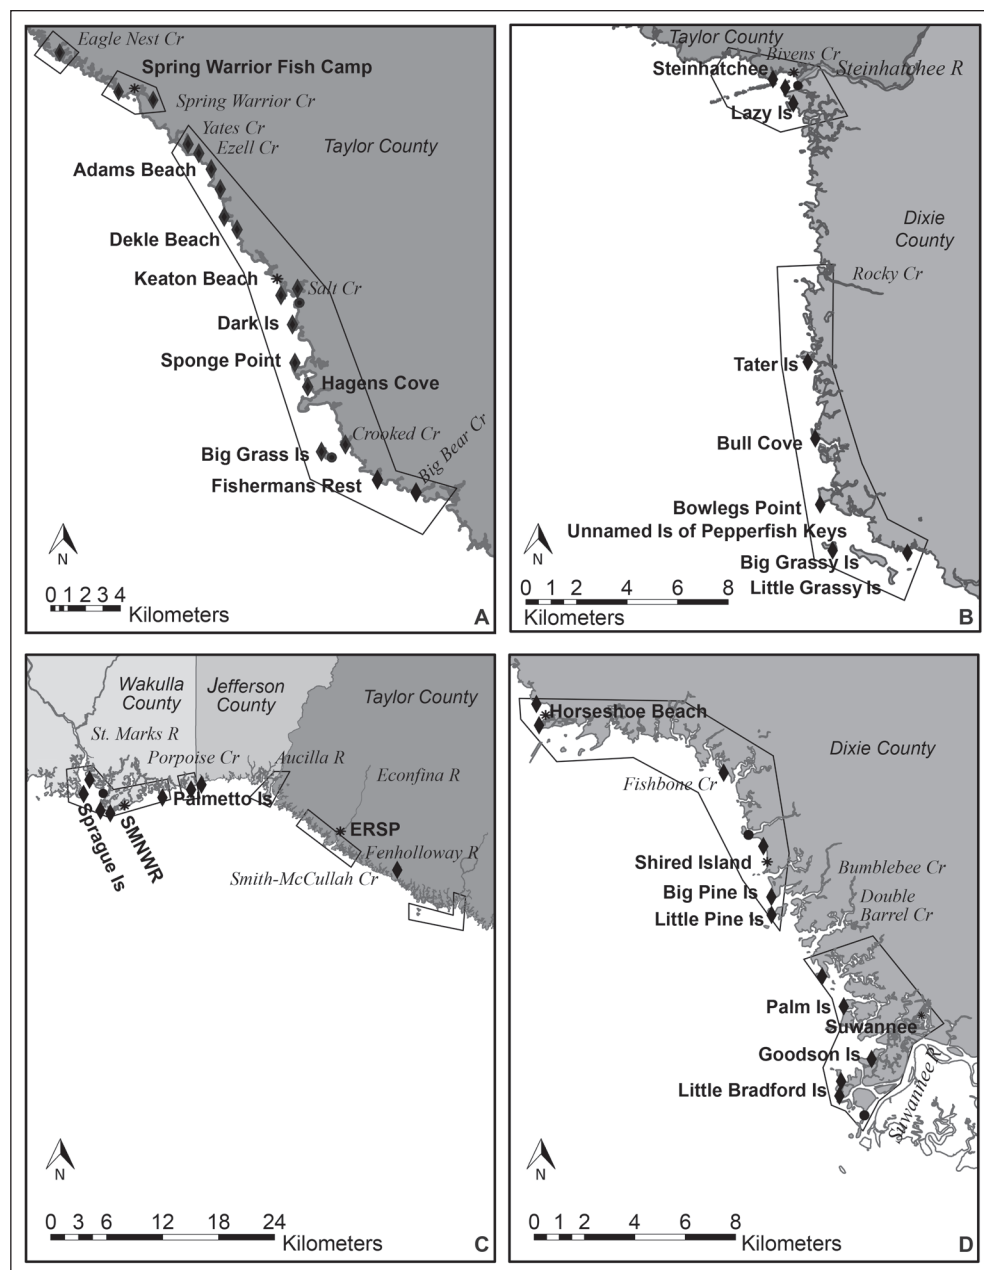 Eagle Nest Cr
Spring Warrior Fish Camp
Spring Warrior Cr
Yates Cr
Ezell Cr
Taylor County
Adams Beach
Dekle Beach
Keaton Beach
Salt Cr
Dark Is
Sponge Point
Hagens Cove
Crooked Cr
Big Bear Cr
Big Grass Is
Fishermans Rest
N
0 1 2 3 4
Kilometers
A
Taylor County
Bivens Cr
Steinhatchee
Steinhatchee R
Lazy Is
Dixie
County
Rocky Cr
Tater Is
Bull Cove
Bowlegs Point
Unnamed Is of Pepperfish Keys
Big Grassy Is
Little Grassy Is
N
0 1 2 4 6 8
Kilometers
B
Wakulla
County
Jefferson
County
Taylor County
St. Marks R
Porpoise Cr
Aucilla R
Econfina R
Palmetto Is
Sprague Is
SMNWR
ERSP
Fenholloway R
Smith-McCullah Cr
N
0 3 6 12 18 24
Kilometers
C
Horseshoe Beach
Dixie County
Fishbone Cr
Shired Island
Bumblebee Cr
Big Pine Is
Double
Barrel Cr
Little Pine Is
Palm Is
Suwannee
Goodson Is
Little Bradford Is
Suwannee R
N
0 1 2 4 6 8
Kilometers
D